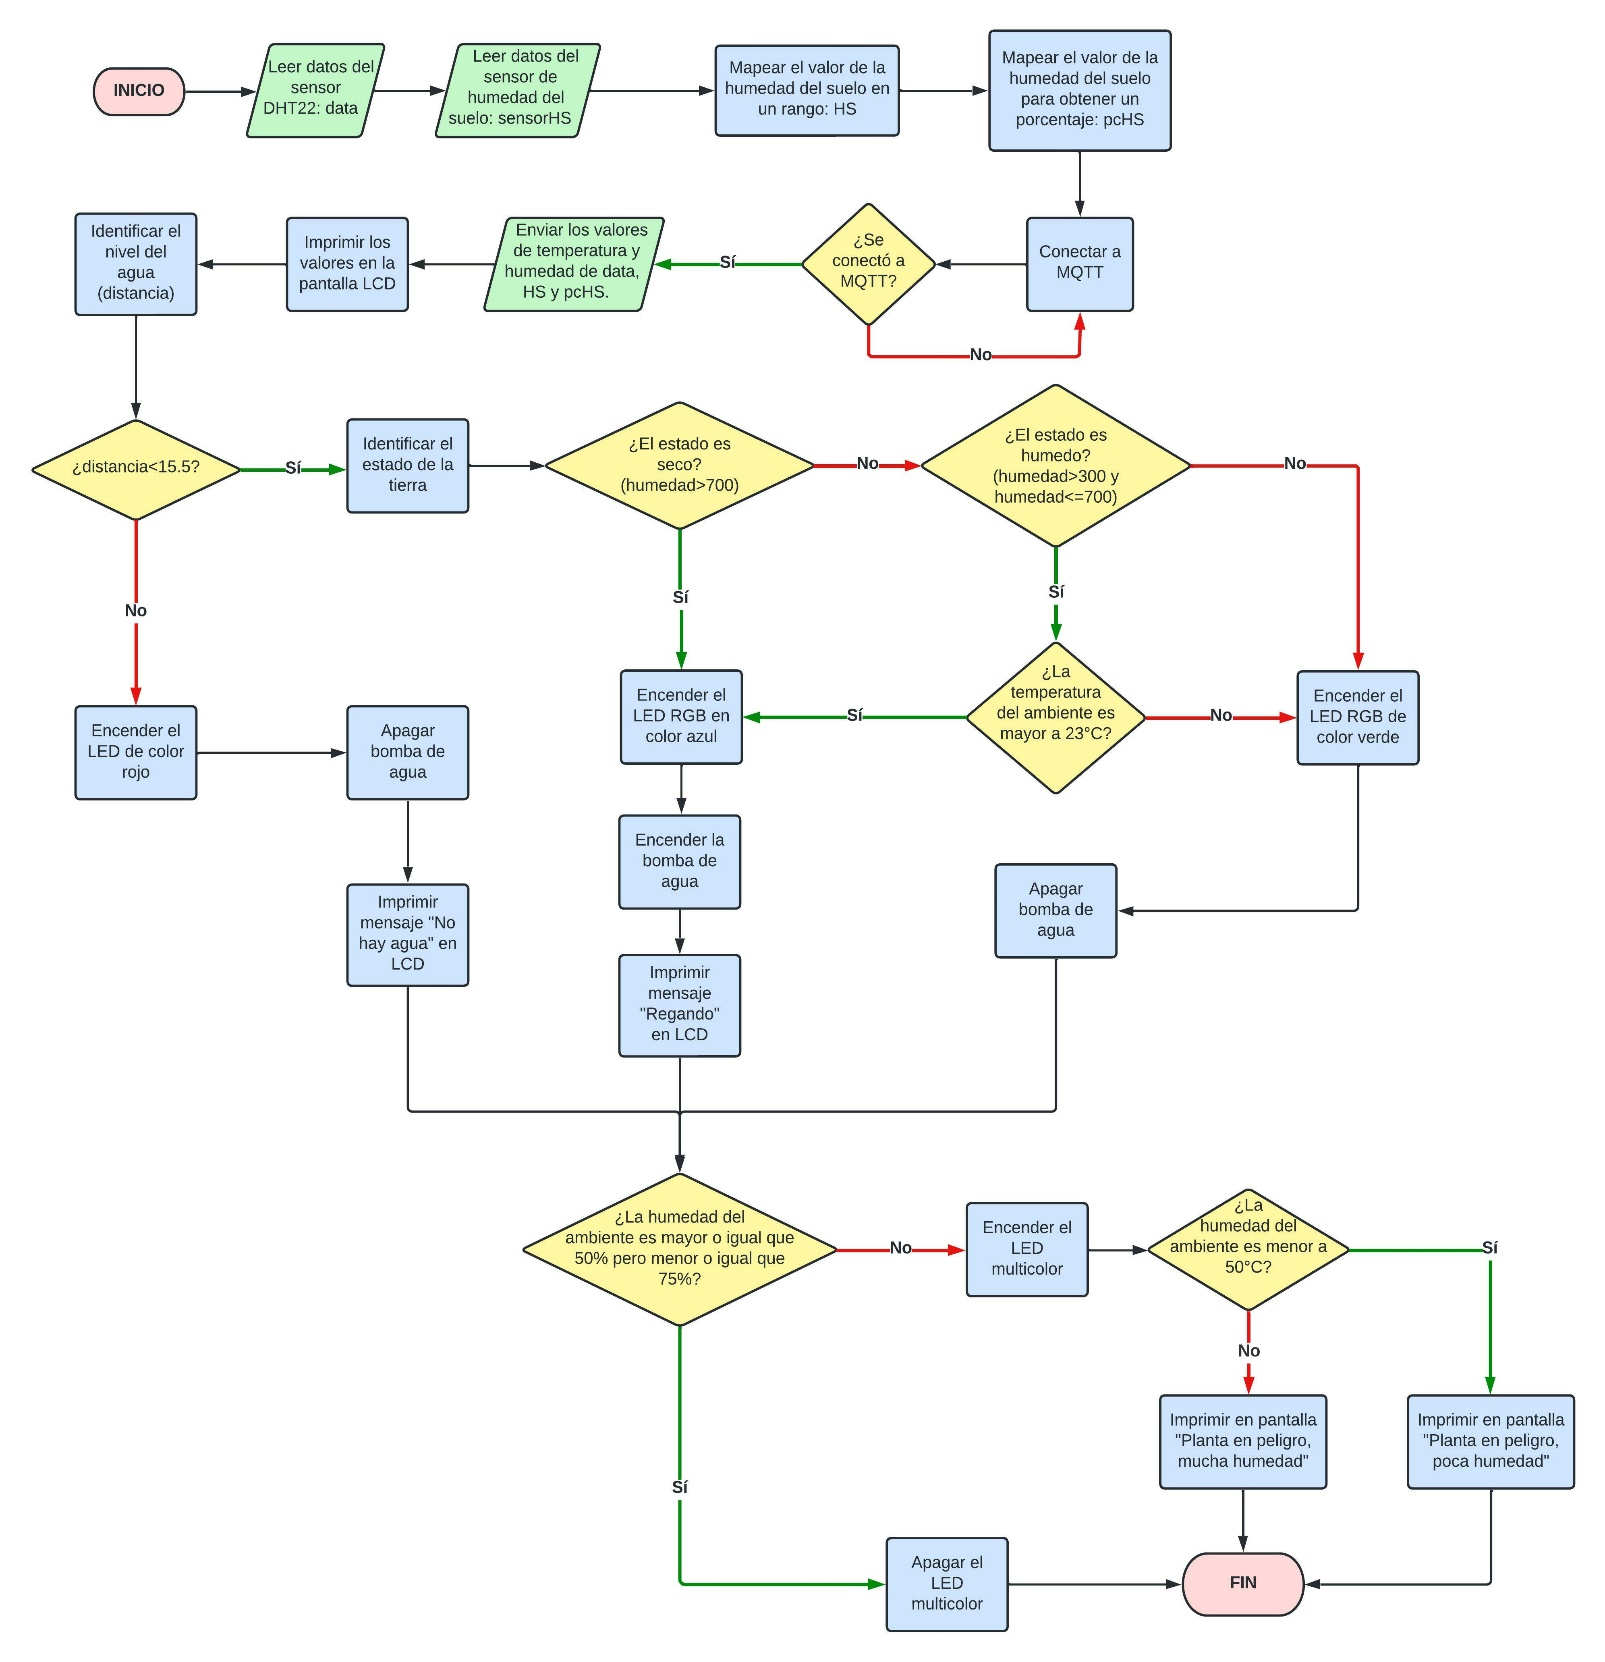 INICIO
Leer datos del
sensor
DHT22: data
Leer datos del
sensor de
humedad del
suelo: sensorHS
Mapear el valor de la
humedad del suelo en
un rango: HS
Mapear el valor de la
humedad del suelo
para obtener un
porcentaje: pcHS
Identificar el
nivel del
agua
(distancia)
Imprimir los
valores en la
pantalla LCD
Enviar los valores
de temperatura y
humedad de data,
HS y pcHS.
Sí
¿Se
conectó a
MQTT?
Conectar a
MQTT
No
¿distancia<15.5?
Sí
Identificar el
estado de la
tierra
¿El estado es
seco?
(humedad>700)
No
¿El estado es
humedo?
(humedad>300 y
humedad<=700)
No
No
Sí
Sí
Encender el
LED de color
rojo
Apagar
bomba de
agua
Encender el
LED RGB en
color azul
Sí
¿La
temperatura
del ambiente es
mayor a 23°C?
No
Encender el
LED RGB de
color verde
Imprimir
mensaje "No
hay agua" en
LCD
Encender la
bomba de
agua
Apagar
bomba de
agua
Imprimir
mensaje
"Regando"
en LCD
¿La humedad del
ambiente es mayor o igual que
50% pero menor o igual que
75%?
No
Encender el
LED
multicolor
¿La
humedad del
ambiente es menor a
50°C?
Sí
No
Imprimir en pantalla
"Planta en peligro,
mucha humedad"
Imprimir en pantalla
"Planta en peligro,
poca humedad"
Sí
Apagar el
LED
multicolor
FIN